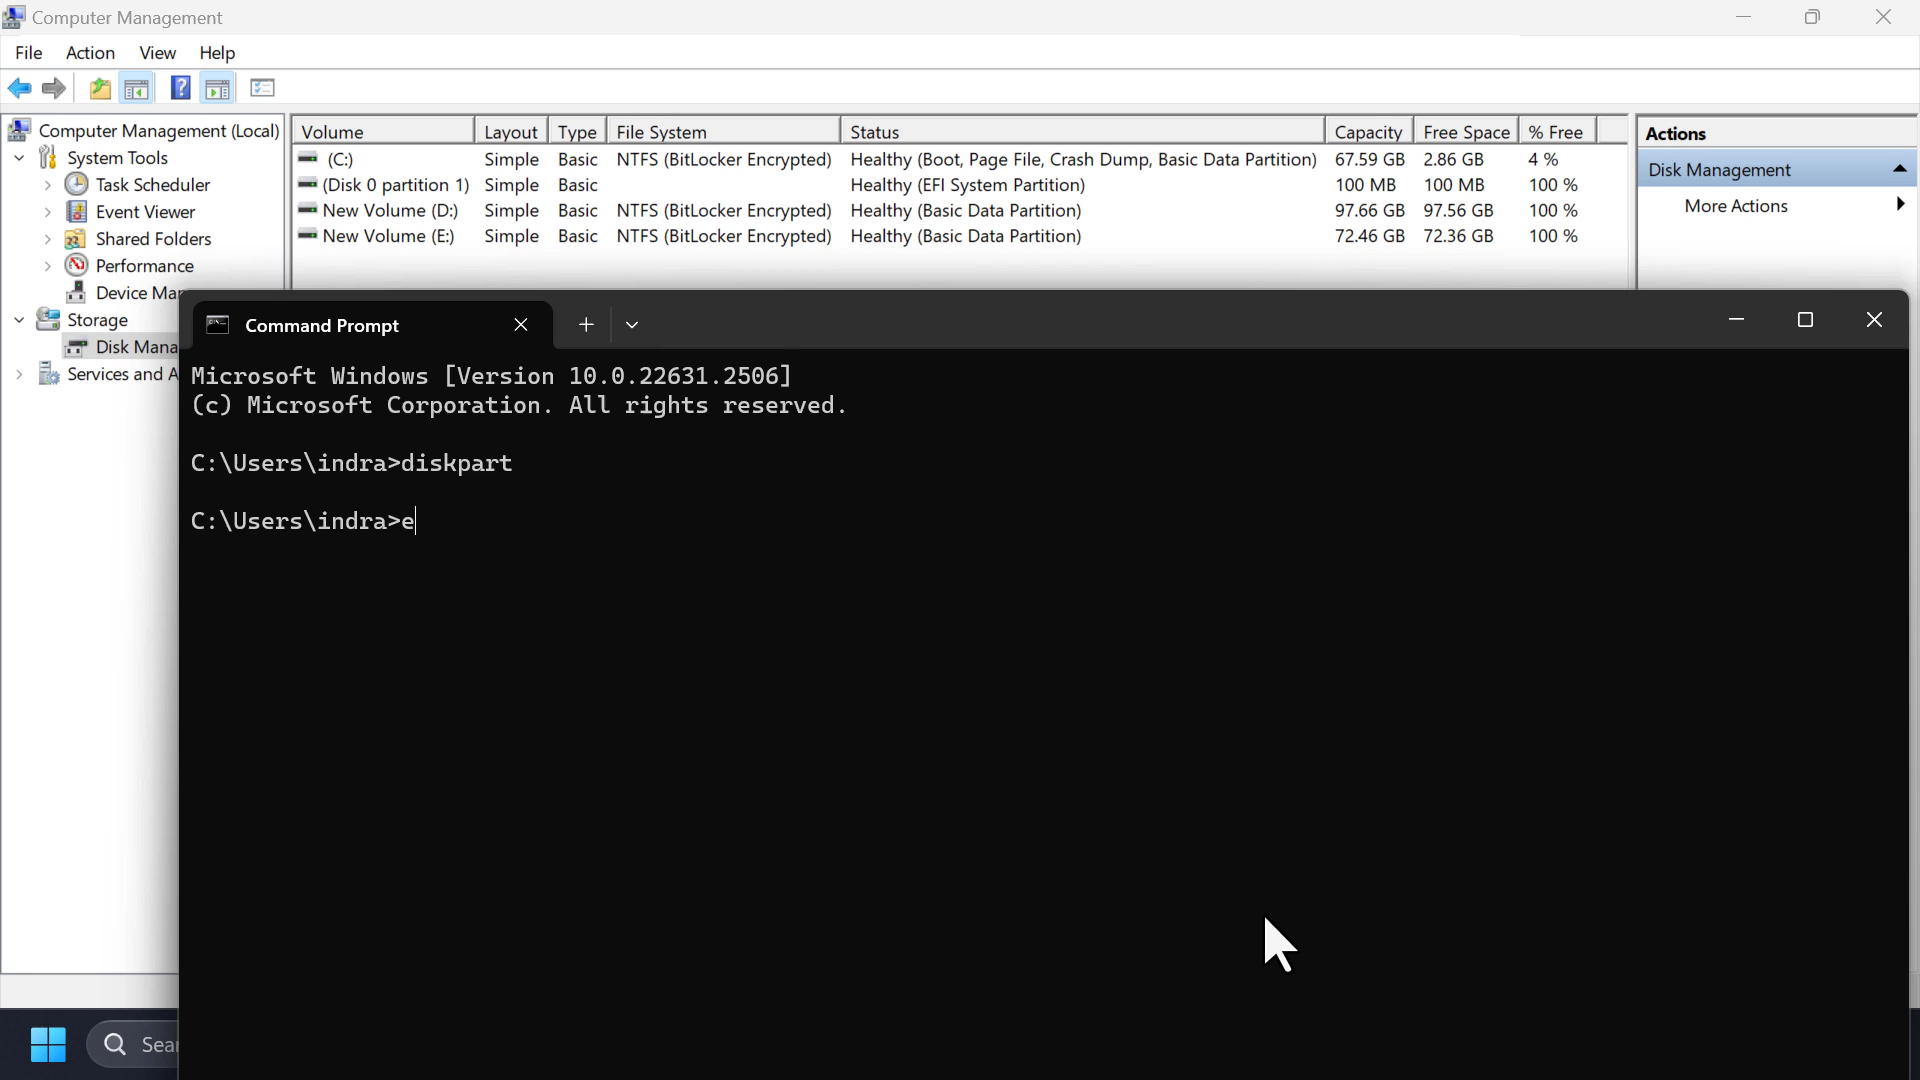 Computer Management
File Action View Help
Computer Management (Local)
System Tools
Task Scheduler
Event Viewer
Shared Folders
Performance
Device Man
Storage
Disk Mana
Services and A
Volume Layout Type File System Status Capacity Free Space % Free
(C:) Simple Basic NTFS (BitLocker Encrypted) Healthy (Boot, Page File, Crash Dump, Basic Data Partition) 67.59 GB 2.86 GB 4 %
(Disk 0 partition 1) Simple Basic Healthy (EFI System Partition) 100 MB 100 MB 100 %
New Volume (D:) Simple Basic NTFS (BitLocker Encrypted) Healthy (Basic Data Partition) 97.66 GB 97.56 GB 100 %
New Volume (E:) Simple Basic NTFS (BitLocker Encrypted) Healthy (Basic Data Partition) 72.46 GB 72.36 GB 100 %
Actions
Disk Management
More Actions
Command Prompt
Microsoft Windows [Version 10.0.22631.2506]
(c) Microsoft Corporation. All rights reserved.
C:\Users\indra>diskpart
C:\Users\indra>e
Sear